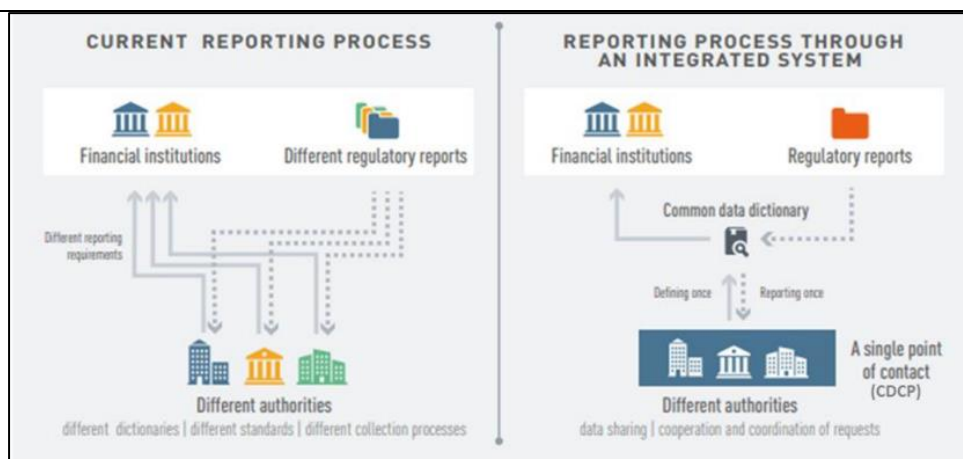 CURRENT REPORTING PROCESS
Financial institutions
Different regulatory reports
Different reporting
requirements
Different authorities
different dictionaries | different standards | different collection processes
REPORTING PROCESS THROUGH
AN INTEGRATED SYSTEM
Financial institutions
Regulatory reports
Common data dictionary
Defining once
Reporting once
A single point
of contact
(CDCP)
Different authorities
data sharing | cooperation and coordination of requests